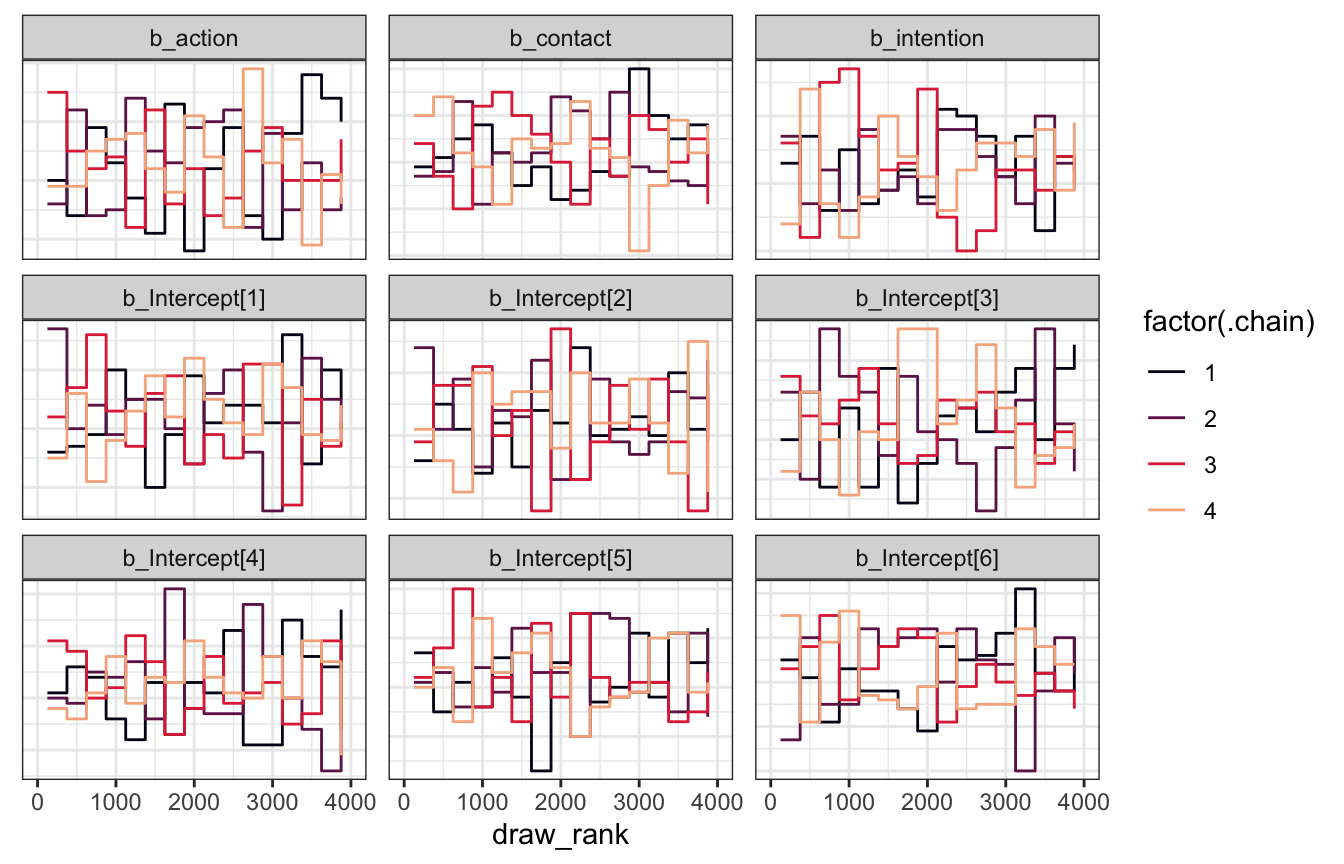 b_action
b_contact
b_intention
b_Intercept[1]
b_Intercept[2]
b_Intercept[3]
b_Intercept[4]
b_Intercept[5]
b_Intercept[6]
0 1000 2000 3000 4000
0 1000 2000 3000 4000
0 1000 2000 3000 4000
draw_rank
factor(.chain)
1
2
3
4